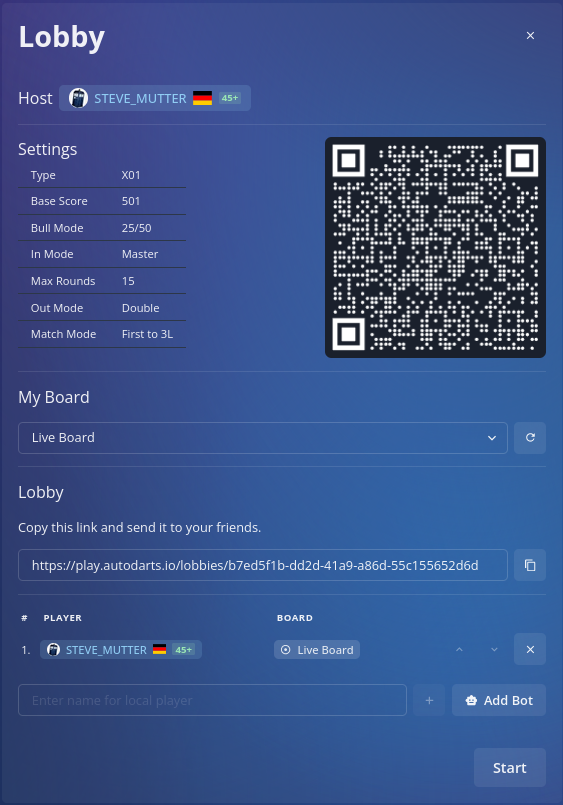 Lobby
×
Host STEVE_MUTTER 45+
Settings
Type X01
Base Score 501
Bull Mode 25/50
In Mode Master
Max Rounds 15
Out Mode Double
Match Mode First to 3L
My Board
Live Board
Lobby
Copy this link and send it to your friends.
https://play.autodarts.io/lobbies/b7ed5f1b-dd2d-41a9-a86d-55c155652d6d
# PLAYER BOARD
1. STEVE_MUTTER 45+ Live Board
Enter name for local player + Add Bot
Start